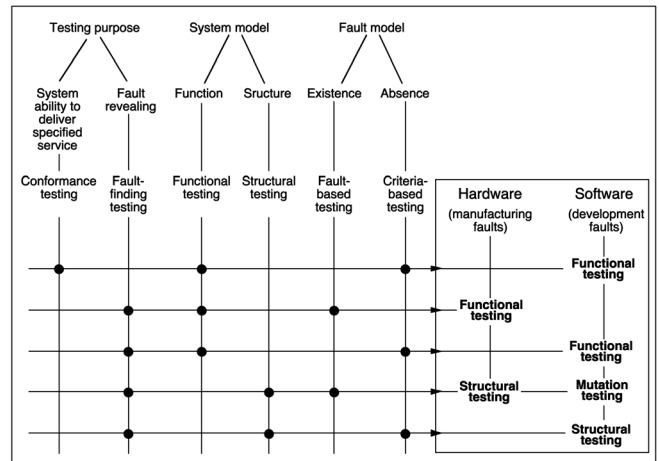 Testing purpose
System model
Fault model
System
ability to
deliver
specified
service
Fault
revealing
Function
Sructure
Existence
Absence
Conformance
testing
Fault-
finding
testing
Functional
testing
Structural
testing
Fault-
based
testing
Criteria-
based
testing
Hardware
(manufacturing
faults)
Software
(development
faults)
Functional
testing
Functional
testing
Functional
testing
Structural
testing
Mutation
testing
Structural
testing